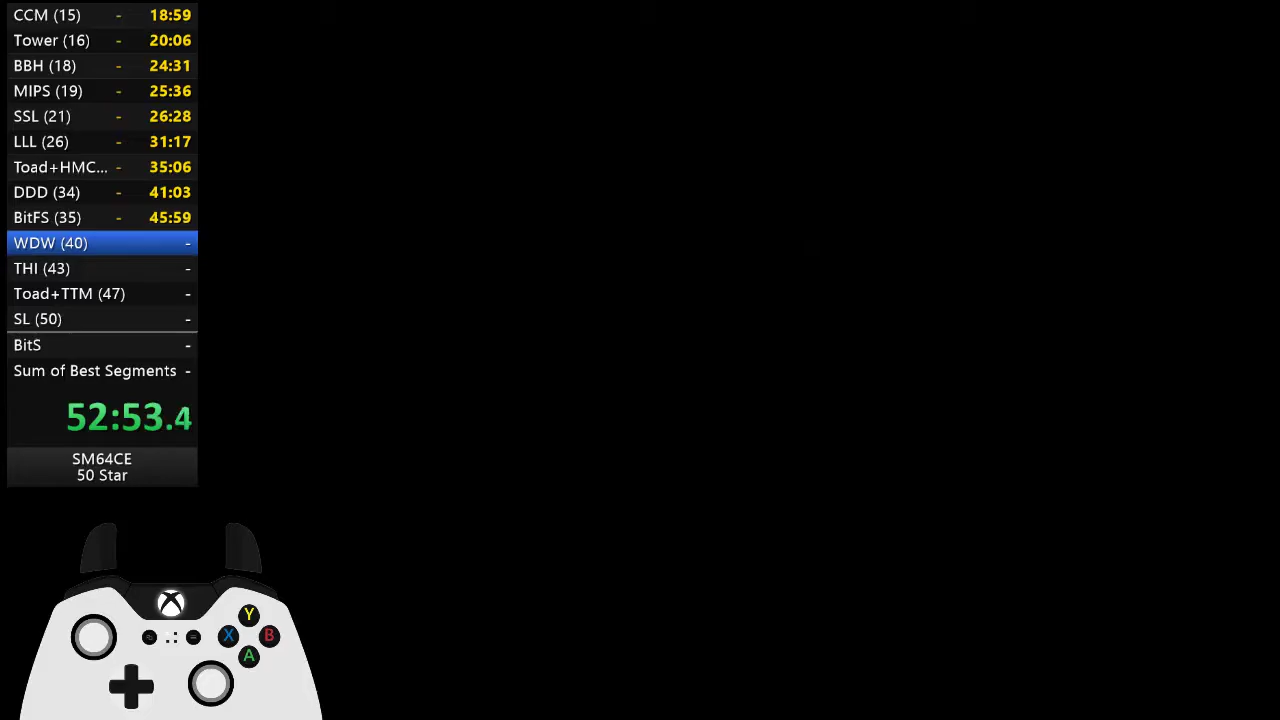 CCM (15) - 18:59
Tower (16) - 20:06
BBH (18) - 24:31
MIPS (19) - 25:36
SSL (21) - 26:28
LLL (26) - 31:17
Toad+HMC... - 35:06
DDD (34) - 41:03
BitFS (35) - 45:59
WDW (40) -
THI (43) -
Toad+TTM (47) -
SL (50) -
BitS -
Sum of Best Segments -
52:53.4
SM64CE
50 Star
Y
X B
A